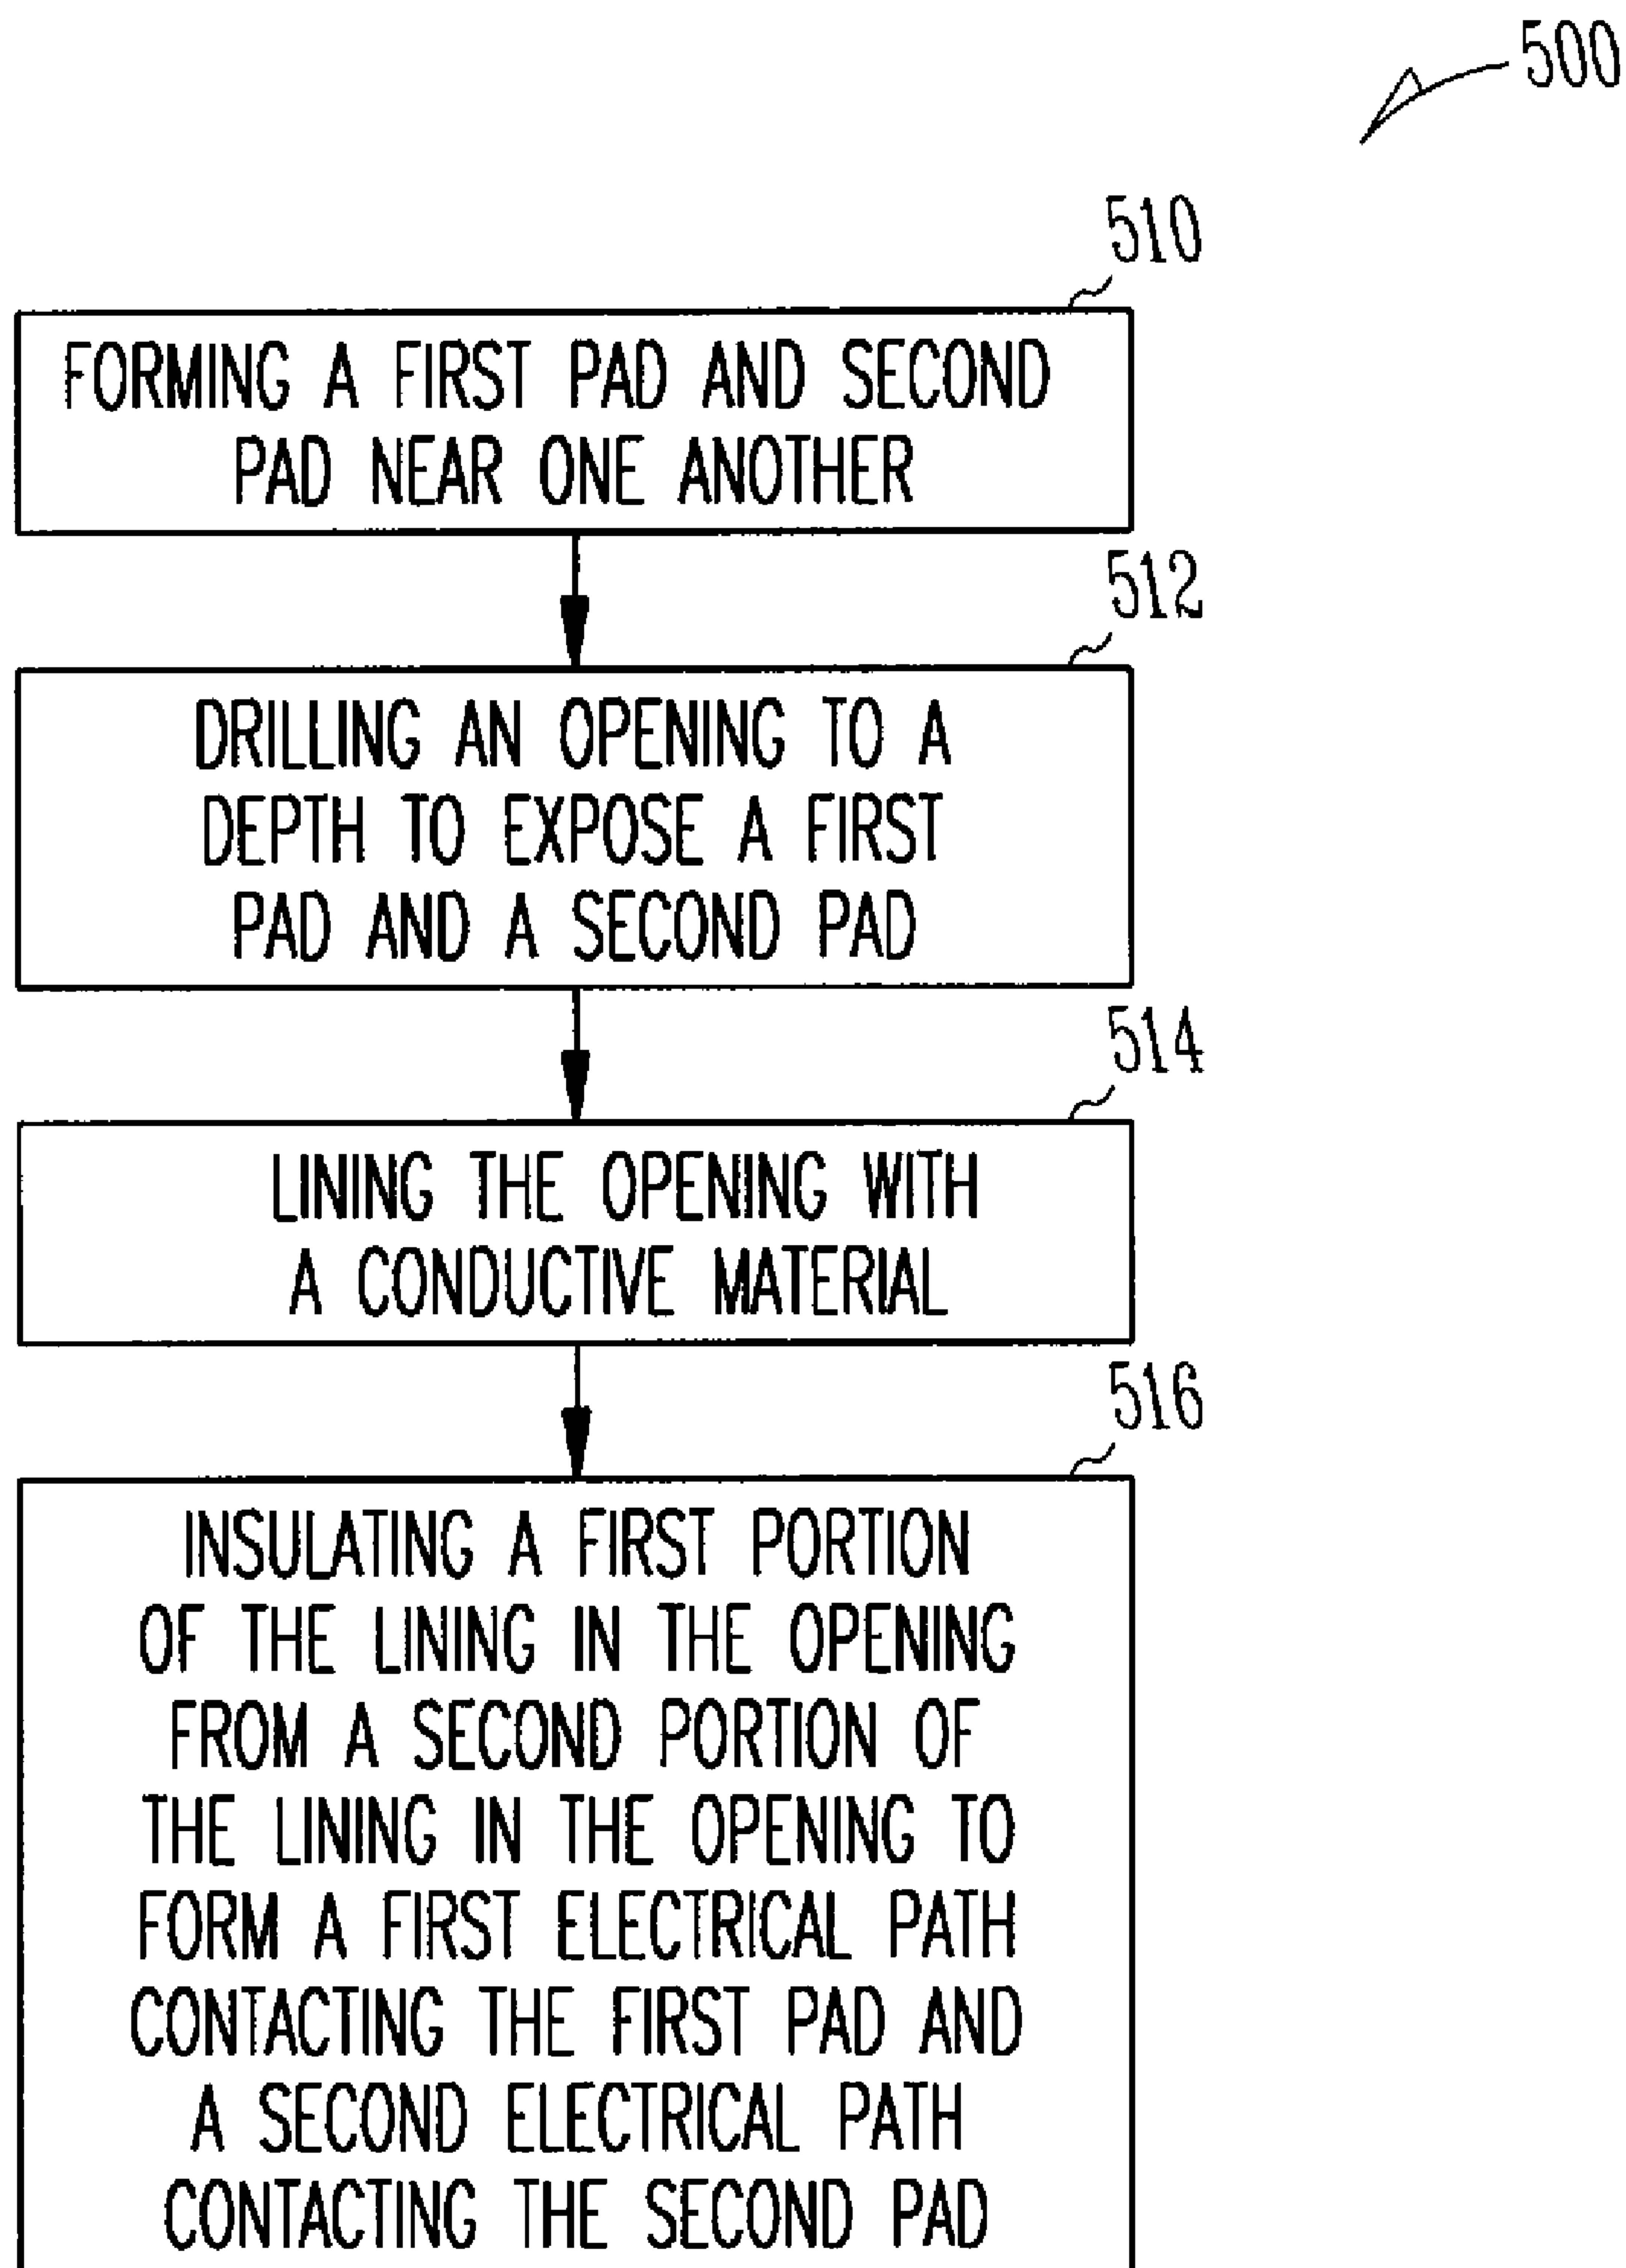 500
510
FORMING A FIRST PAD AND SECOND
PAD NEAR ONE ANOTHER
512
DRILLING AN OPENING TO A
DEPTH TO EXPOSE A FIRST
PAD AND A SECOND PAD
514
LINING THE OPENING WITH
A CONDUCTIVE MATERIAL
516
INSULATING A FIRST PORTION
OF THE LINING IN THE OPENING
FROM A SECOND PORTION OF
THE LINING IN THE OPENING TO
FORM A FIRST ELECTRICAL PATH
CONTACTING THE FIRST PAD AND
A SECOND ELECTRICAL PATH
CONTACTING THE SECOND PAD